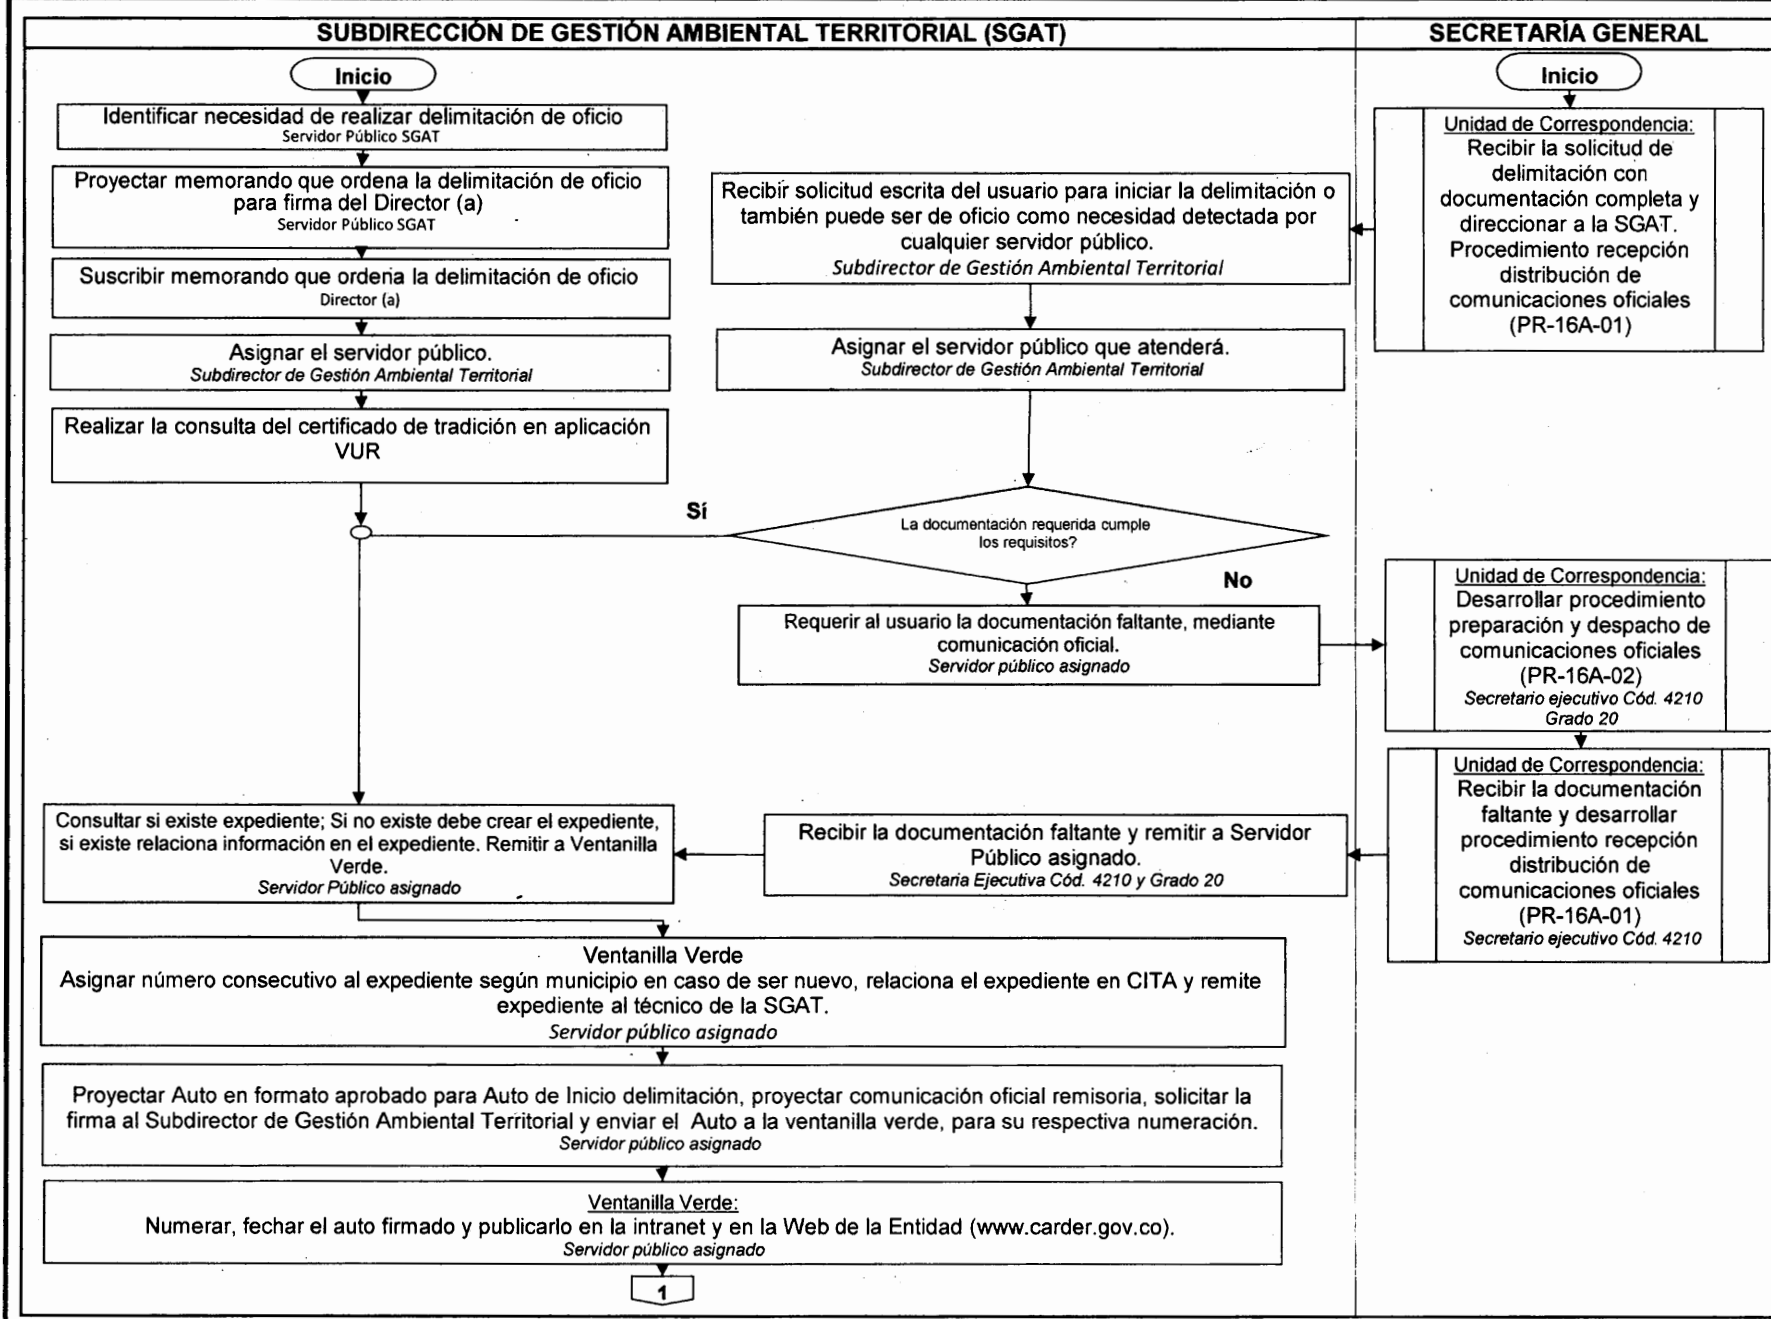 SUBDIRECCIÓN DE GESTIÓN AMBIENTAL TERRITORIAL (SGAT)
SECRETARÍA GENERAL
Inicio
Identificar necesidad de realizar delimitación de oficio
Servidor Público SGAT
Proyectar memorando que ordena la delimitación de oficio
para firma del Director (a)
Servidor Público SGAT
Suscribir memorando que ordena la delimitación de oficio
Director (a)
Asignar el servidor público.
Subdirector de Gestión Ambiental Territorial
Realizar la consulta del certificado de tradición en aplicación
VUR
Inicio
Unidad de Correspondencia:
Recibir la solicitud de
delimitación con
documentación completa y
direccionar a la SGAT.
Procedimiento recepción
distribución de
comunicaciones oficiales
(PR-16A-01)
Recibir solicitud escrita del usuario para iniciar la delimitación o
también puede ser de oficio como necesidad detectada por
cualquier servidor público.
Subdirector de Gestión Ambiental Territorial
Asignar el servidor público que atenderá.
Subdirector de Gestión Ambiental Territorial
Sí
La documentación requerida cumple
los requisitos?
No
Requerir al usuario la documentación faltante, mediante
comunicación oficial.
Servidor público asignado
Unidad de Correspondencia:
Desarrollar procedimiento
preparación y despacho de
comunicaciones oficiales
(PR-16A-02)
Secretario ejecutivo Cód. 4210
Grado 20
Unidad de Correspondencia:
Recibir la documentación
faltante y desarrollar
procedimiento recepción
distribución de
comunicaciones oficiales
(PR-16A-01)
Secretario ejecutivo Cód. 4210
Recibir la documentación faltante y remitir a Servidor
Público asignado.
Secretaria Ejecutiva Cód. 4210 y Grado 20
Consultar si existe expediente; Si no existe debe crear el expediente,
si existe relaciona información en el expediente. Remitir a Ventanilla
Verde.
Servidor Público asignado
Ventanilla Verde
Asignar número consecutivo al expediente según municipio en caso de ser nuevo, relaciona el expediente en CITA y remite
expediente al técnico de la SGAT.
Servidor público asignado
Proyectar Auto en formato aprobado para Auto de Inicio delimitación, proyectar comunicación oficial remisoria, solicitar la
firma al Subdirector de Gestión Ambiental Territorial y enviar el Auto a la ventanilla verde, para su respectiva numeración.
Servidor público asignado
Ventanilla Verde:
Numerar, fechar el auto firmado y publicarlo en la intranet y en la Web de la Entidad (www.carder.gov.co).
Servidor público asignado
1